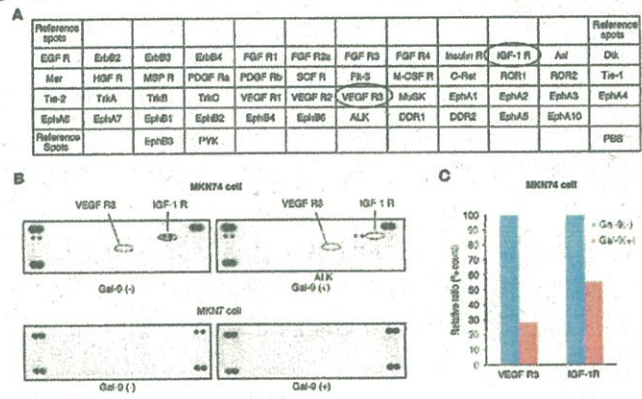 A
Reference spots Reference spots
EGF R ErbB2 ErbB3 ErbB4 FGF R1 FGF R2a FGF R3 FGF R4 Insulin R IGF-1 R Axl Dtk
Mer HGF R MSP R PDGF Ra PDGF Rb SCF R Flt-3 M-CSF R C-Ret ROR1 ROR2 Tie-1
Tie-2 TrkA TrkB TrkC VEGF R1 VEGF R2 VEGF R3 MuSK EphA1 EphA2 EphA3 EphA4
EphA6 EphA7 EphB1 EphB2 EphB4 EphB6 ALK DDR1 DDR2 EphA5 EphA10
Reference Spots EphB3 PYK PBS
B
MKN74 cell
VEGF R3 IGF-1 R VEGF R3 IGF-1 R
ALK
Gal-9 (-) Gal-9 (+)
MKN7 cell
Gal-9 (-) Gal-9 (+)
C
MKN74 cell
Relative ratio
100
90
80
70
60
50
40
30
20
10
0
Gal-9(-)
Gal-9(+)
VEGF R3 IGF-1R